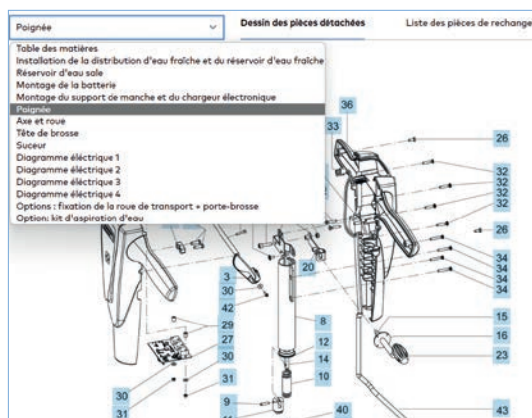 Poignée
Dessin des pièces détachées
Liste des pièces de rechange
Table des matières
Installation de la distribution d'eau fraîche et du réservoir d'eau fraîche
Réservoir d'eau sale
Montage de la batterie
Montage du support de manche et du chargeur électronique
Poignée
Axe et roue
Tête de brosse
Suceur
Diagramme éléctrique 1
Diagramme éléctrique 2
Diagramme éléctrique 3
Diagramme éléctrique 4
Options : fixation de la roue de transport + porte-brosse
Option: kit d'aspiration d'eau
36
33
26
32
32
32
32
26
34
34
34
34
20
3
30
42
8
15
16
23
29
27
30
12
14
10
30
31
31
9
40
43